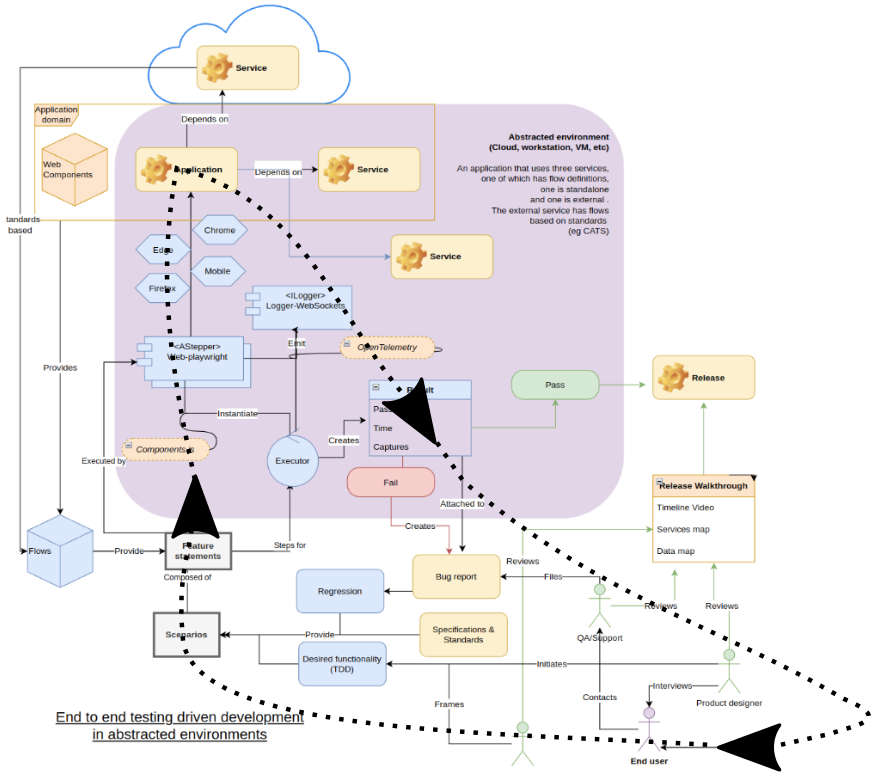 Service
Depends on
Application
domain
Web
Components
Application
Depends on
Service
Abstracted environment
(Cloud, workstation, VM, etc)
An application that uses three services,
one of which has flow definitions,
one is standalone
and one is external .
The external service has flows
based on standards
(eg CATS)
tandards
based
Chrome
Edge
Mobile
Firefox
Service
<ILogger>
Logger-WebSockets
Emit
OpenTelemetry
<AStepper>
Web-playwright
Provides
Result
Pass
Time
Captures
Pass
Release
Instantiate
Creates
Componentsjs
Executed by
Executor
Fail
Attached to
Creates
Release Walkthrough
Timeline Video
Services map
Data map
Flows
Provide
Feature
statements
Steps for
Composed of
Reviews
Bug report
Files
Regression
Reviews
Reviews
QA/Support
Scenarios
Provide
Specifications &
Standards
Desired functionality
(TDD)
Initiates
Interviews
Product designer
Contacts
Frames
End to end testing driven development
in abstracted environments
End user